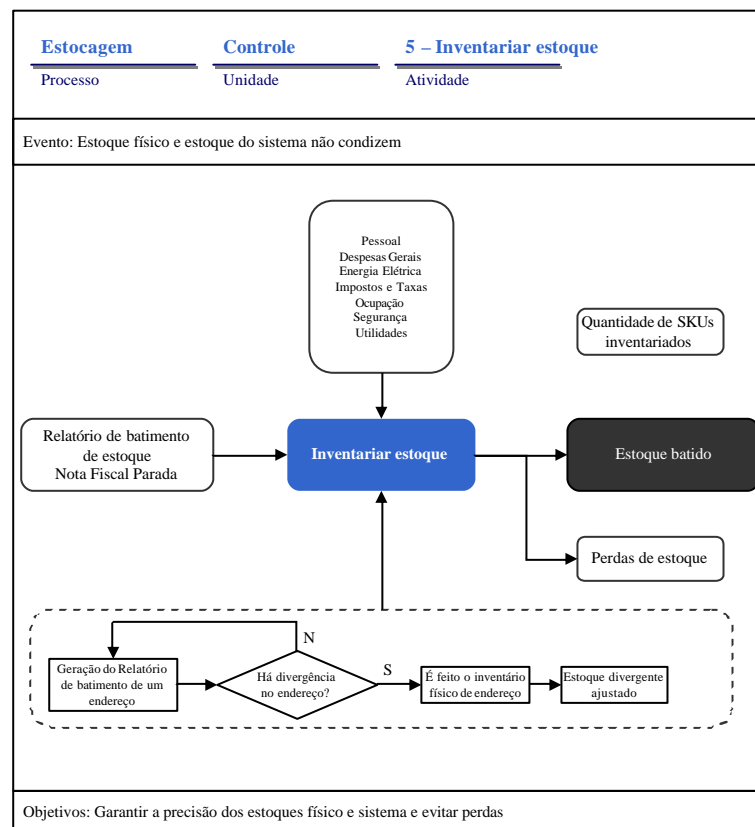 Estocagem
Controle
5 – Inventariar estoque
Processo
Unidade
Atividade
Evento: Estoque físico e estoque do sistema não condizem
Pessoal
Despesas Gerais
Energia Elétrica
Impostos e Taxas
Ocupação
Segurança
Utilidades
Quantidade de SKUs
inventariados
Relatório de batimento
de estoque
Nota Fiscal Parada
Inventariar estoque
Estoque batido
Perdas de estoque
N
Geração do Relatório
de batimento de um
endereço
Há divergência
no endereço?
S
É feito o inventário
físico de endereço
Estoque divergente
ajustado
Objetivos: Garantir a precisão dos estoques físico e sistema e evitar perdas